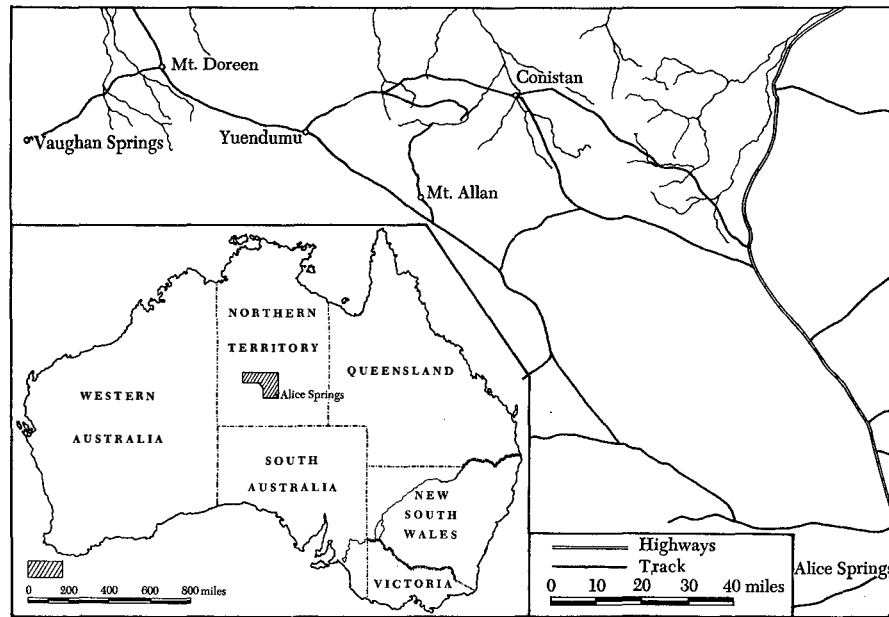 Mt. Doreen
Conistan
Vaughan Springs
Yuendumu
Mt. Allan
NORTHERN
TERRITORY
QUEENSLAND
WESTERN
AUSTRALIA
Alice Springs
SOUTH
AUSTRALIA
NEW
SOUTH
WALES
VICTORIA
0 200 400 600 800 miles
Highways
Track
0 10 20 30 40 miles
Alice Springs